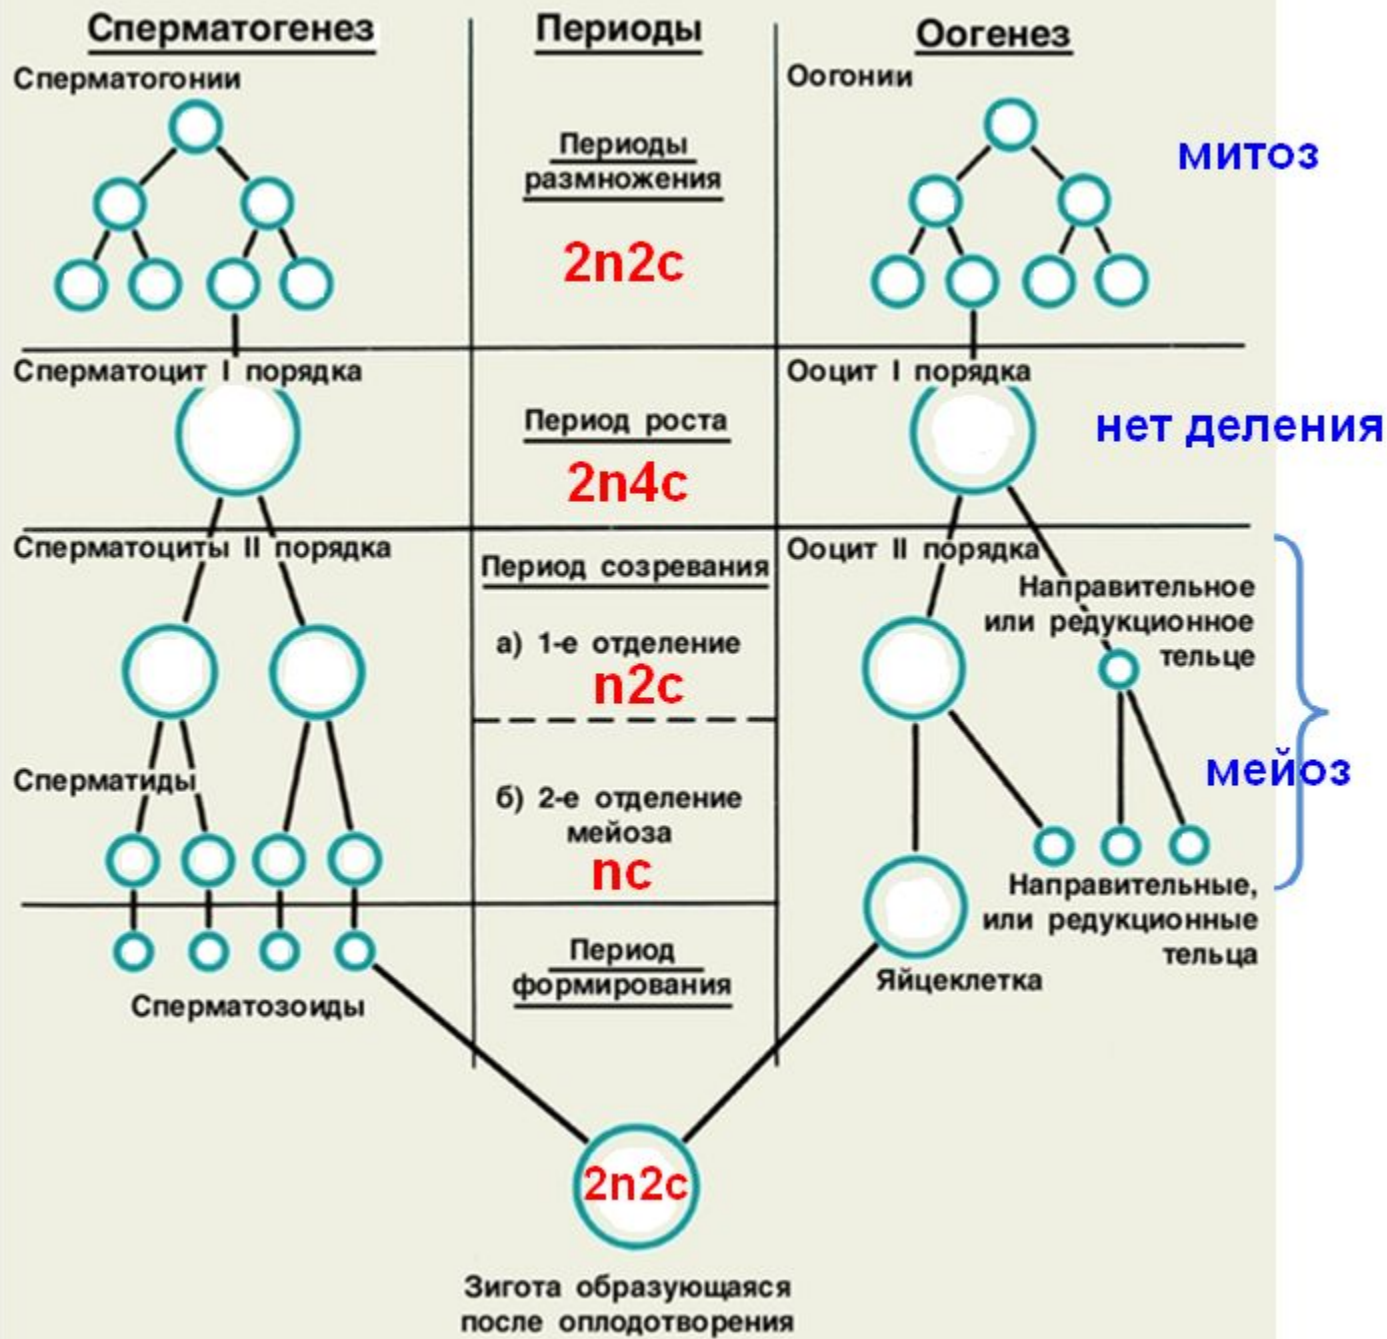 Сперматогенез
Периоды
Оогенез
Сперматогонии
Оогонии
Периоды
размножения
митоз
2n2c
Сперматоцит I порядка
Ооцит I порядка
Период роста
нет деления
2n4c
Сперматоциты II порядка
Период созревания
Ооцит II порядка
Направительное
или редукционное
тельце
а) 1-е отделение
n2c
Сперматиды
б) 2-е отделение
мейоза
nc
мейоз
Направительные,
или редукционные
тельца
Период
формирования
Яйцеклетка
Сперматозоиды
2n2c
Зигота образующаяся
после оплодотворения